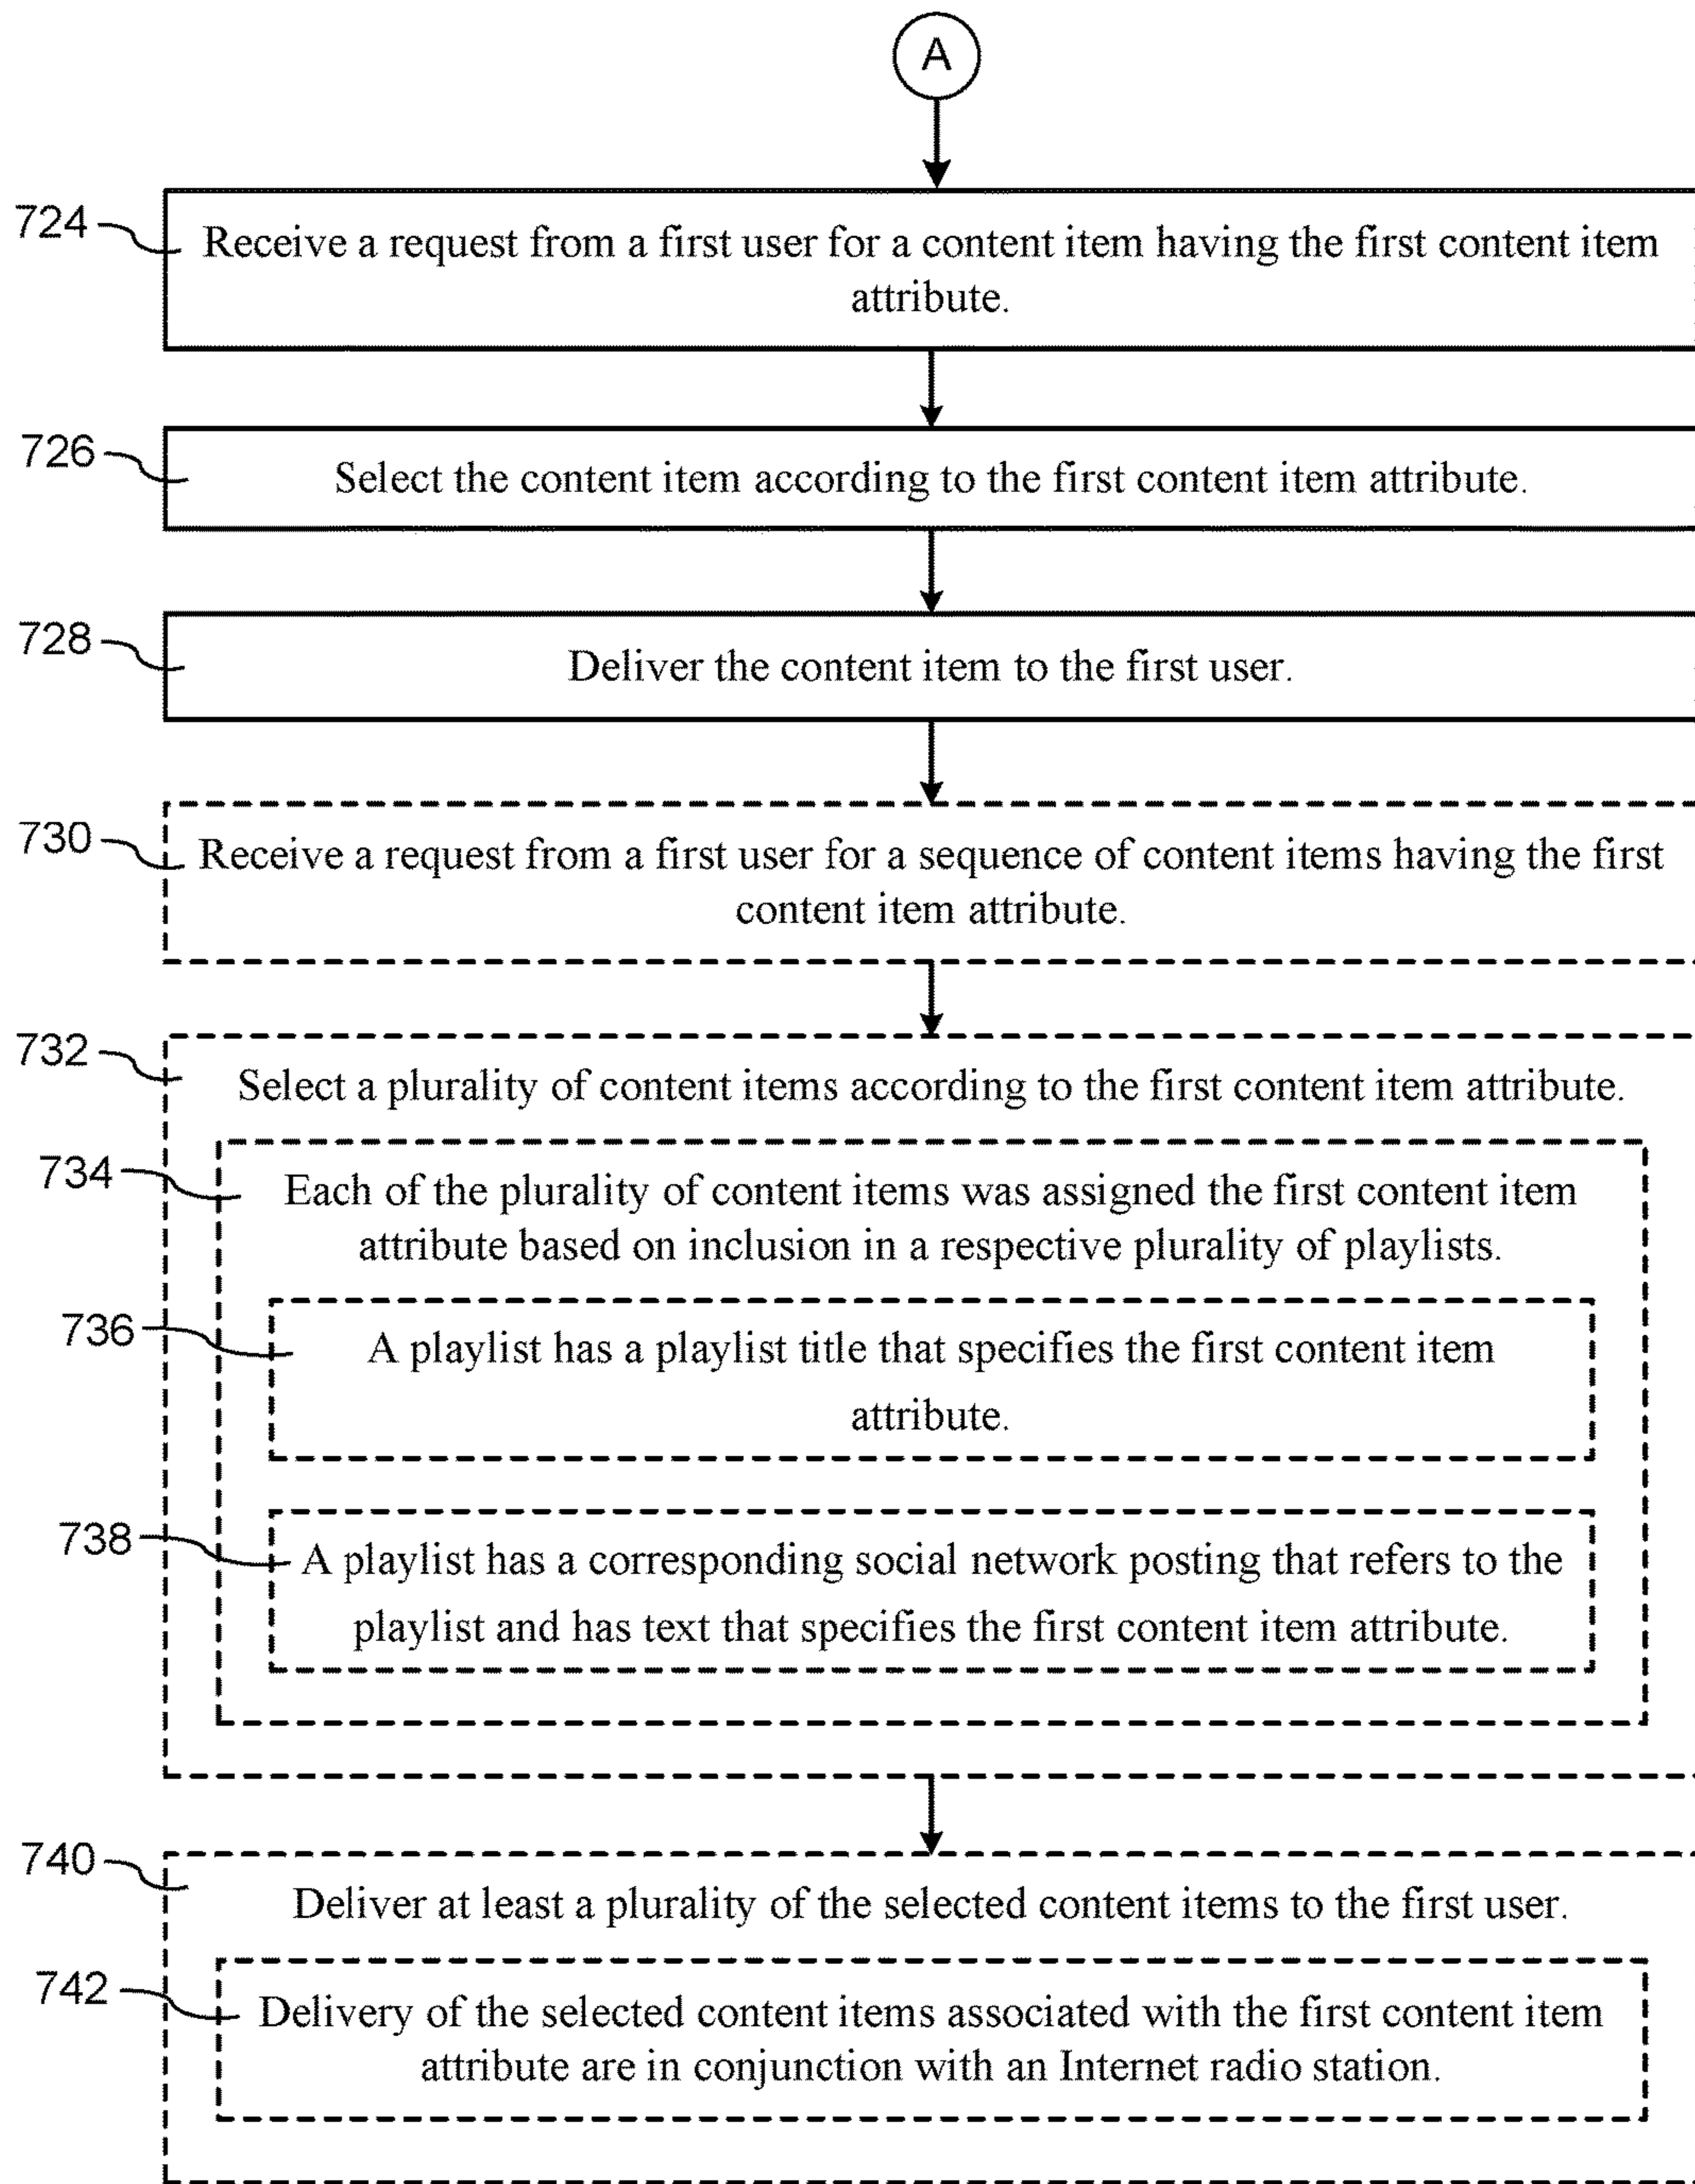 A
724
Receive a request from a first user for a content item having the first content item
attribute.
726
Select the content item according to the first content item attribute.
728
Deliver the content item to the first user.
730
Receive a request from a first user for a sequence of content items having the first
content item attribute.
732
Select a plurality of content items according to the first content item attribute.
734
Each of the plurality of content items was assigned the first content item
attribute based on inclusion in a respective plurality of playlists.
736
A playlist has a playlist title that specifies the first content item
attribute.
738
A playlist has a corresponding social network posting that refers to the
playlist and has text that specifies the first content item attribute.
740
Deliver at least a plurality of the selected content items to the first user.
742
Delivery of the selected content items associated with the first content item
attribute are in conjunction with an Internet radio station.